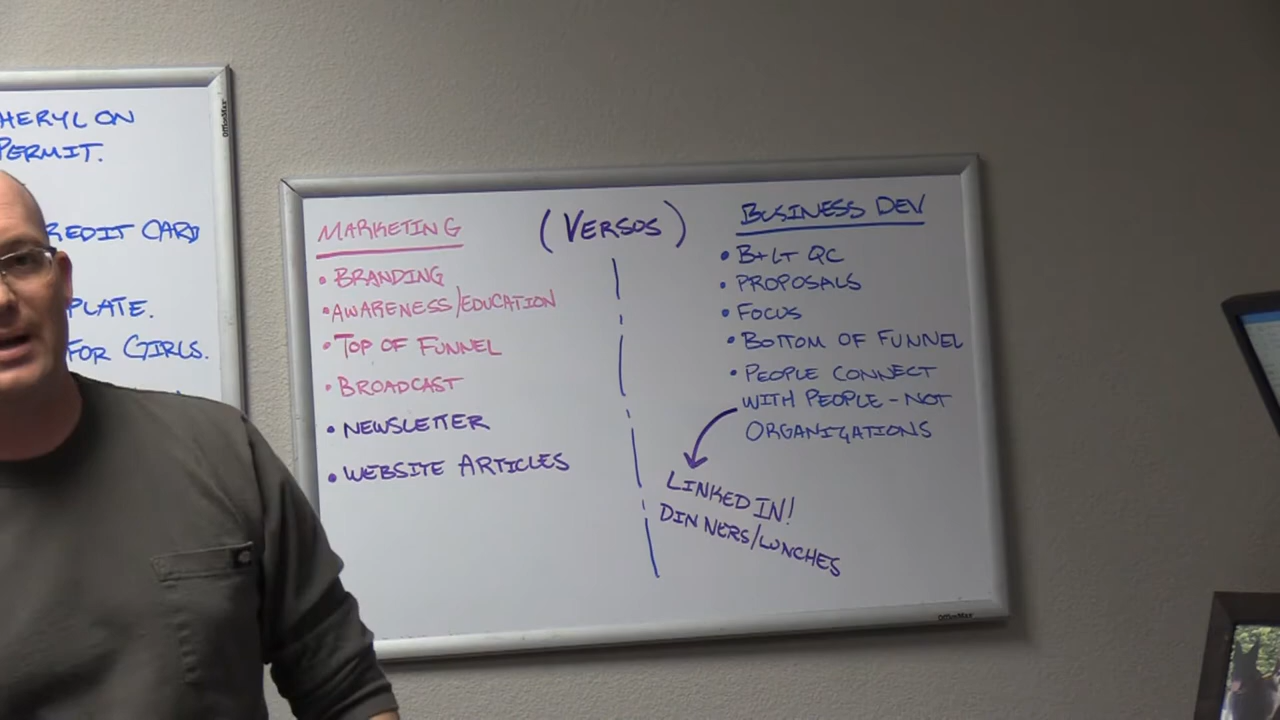 HERYL ON
PERMIT.
REDIT CARD
PLATE.
FOR GIRLS.
OfficeMax
MARKETING
• BRANDING
• AWARENESS/EDUCATION
• TOP OF FUNNEL
• BROADCAST
• NEWSLETTER
• WEBSITE ARTICLES
(VERSOS)
BUSINESS DEV
• B+LT QC
• PROPOSALS
• FOCUS
• BOTTOM OF FUNNEL
• PEOPLE CONNECT
WITH PEOPLE - NOT
ORGANIZATIONS
LINKED IN!
DINNERS/LUNCHES
OfficeMax